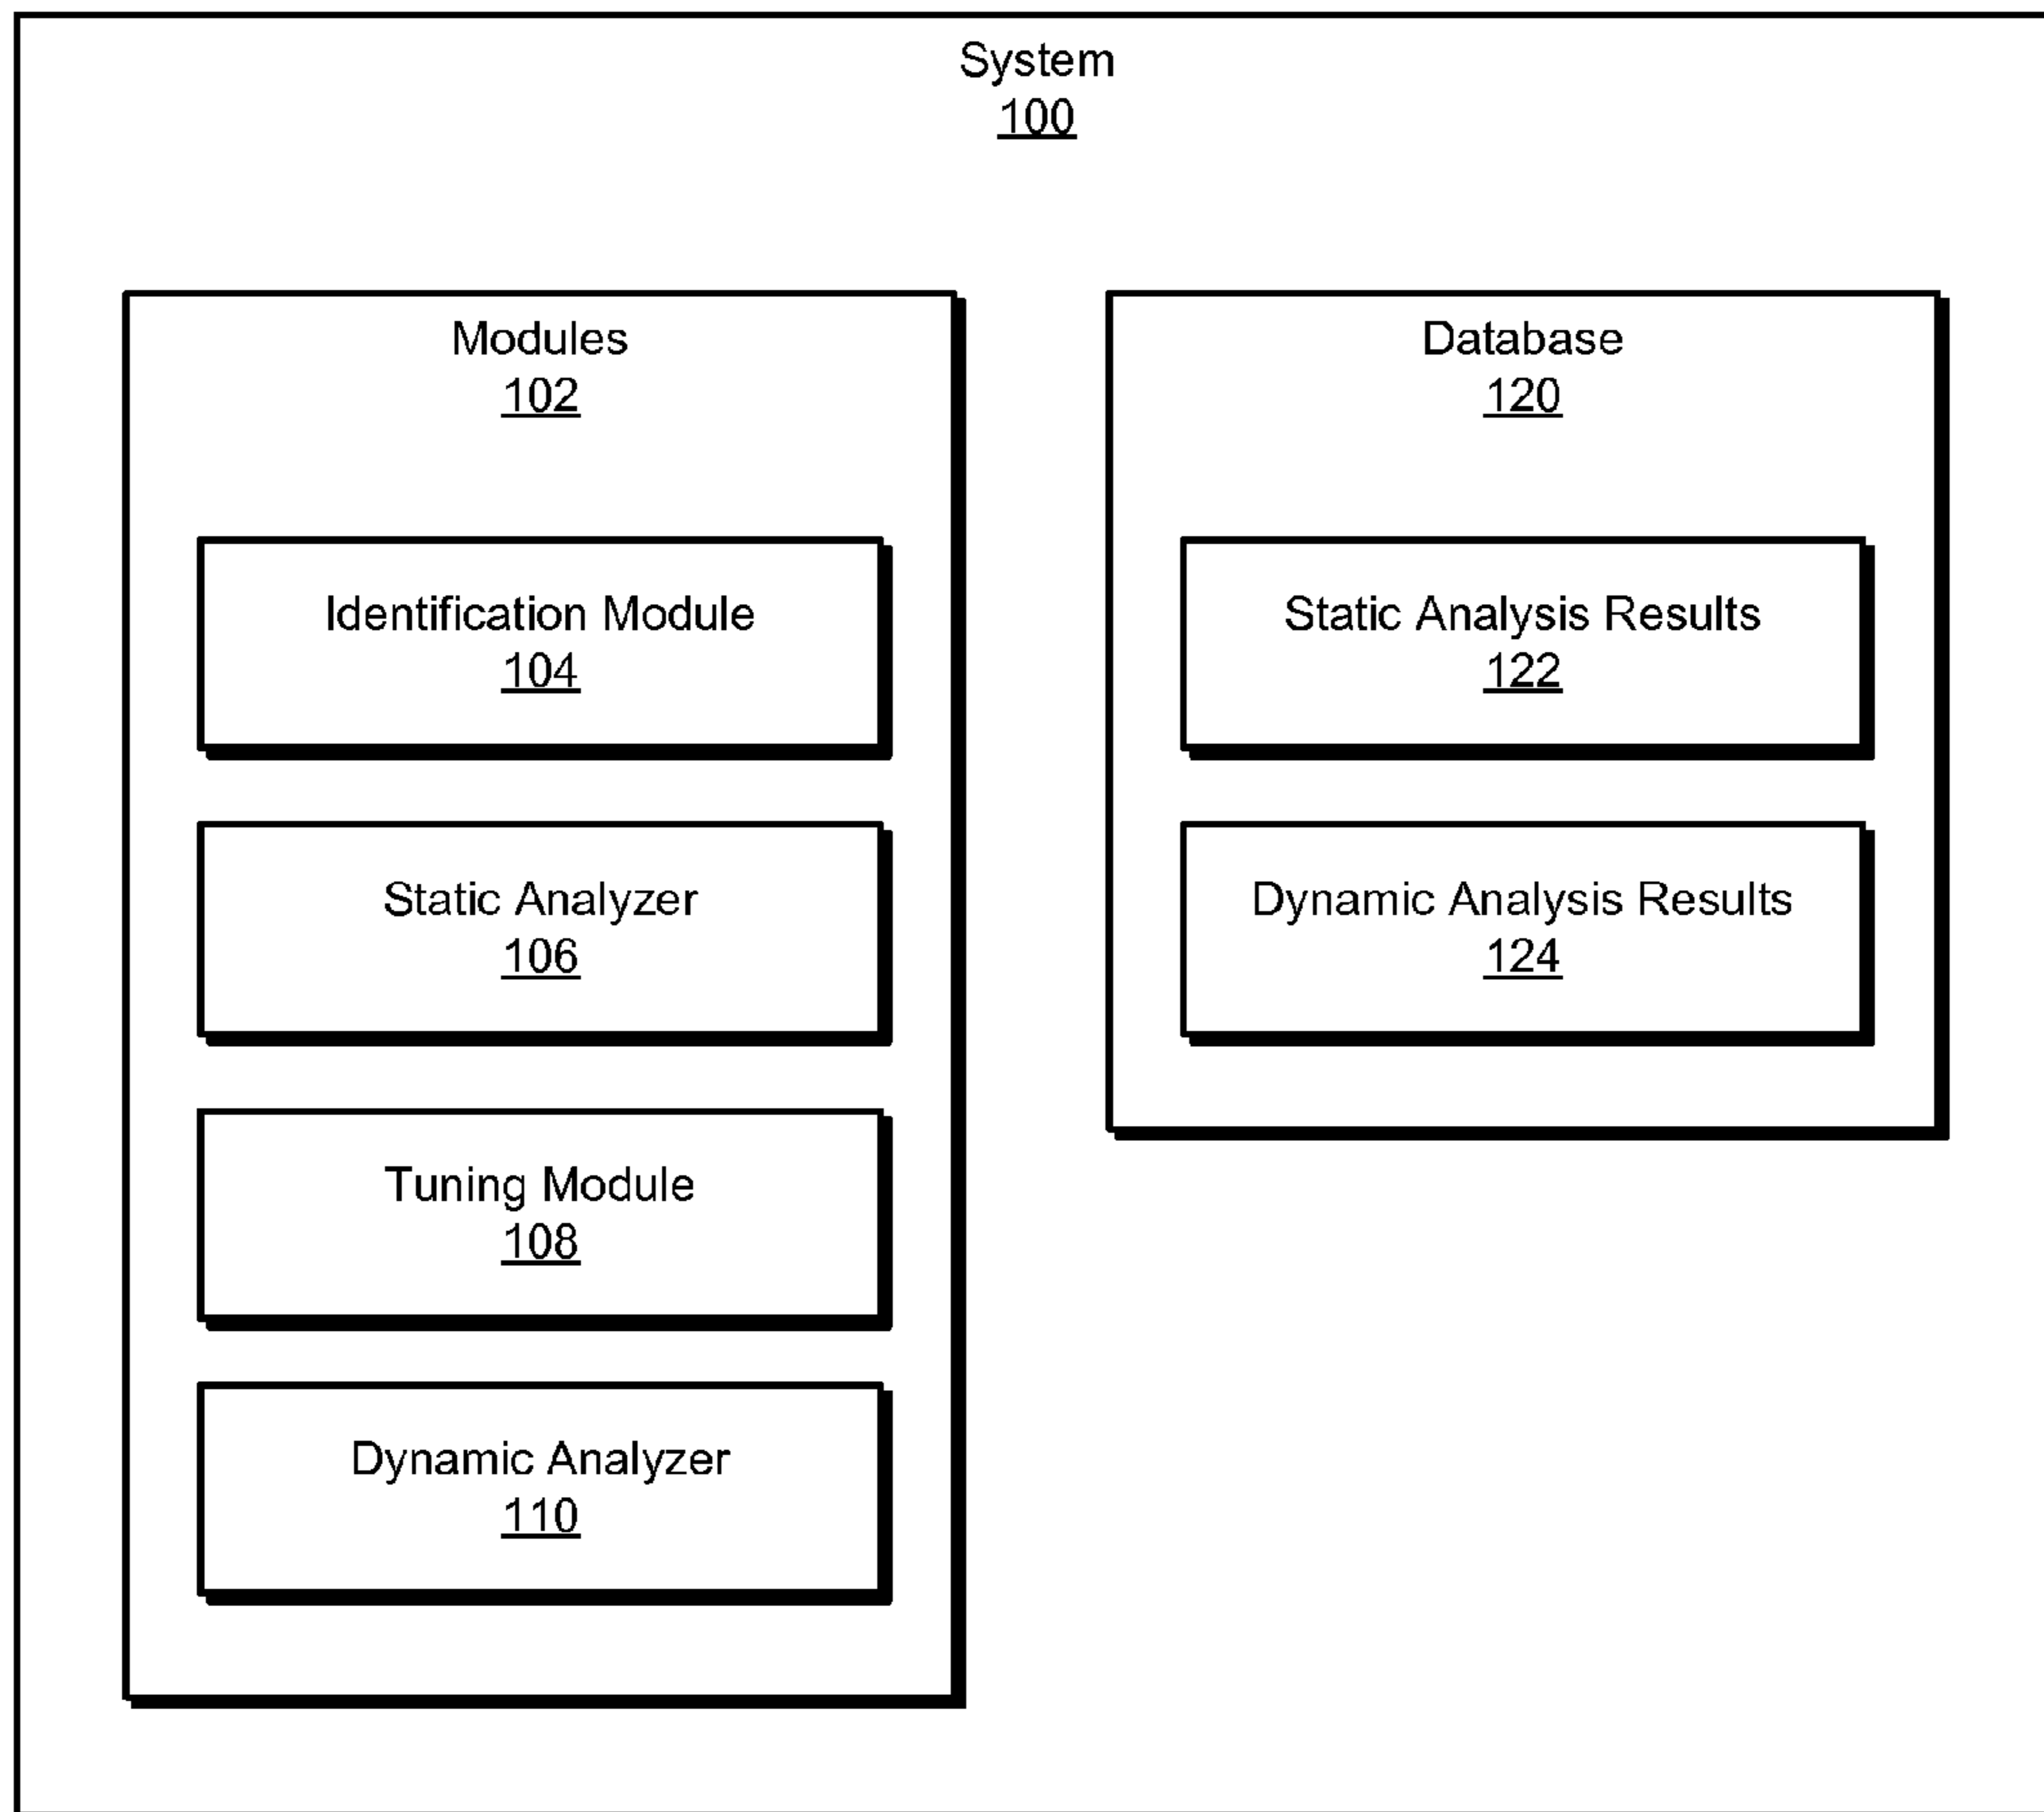 System
100
Modules
102
Identification Module
104
Static Analyzer
106
Tuning Module
108
Dynamic Analyzer
110
Database
120
Static Analysis Results
122
Dynamic Analysis Results
124